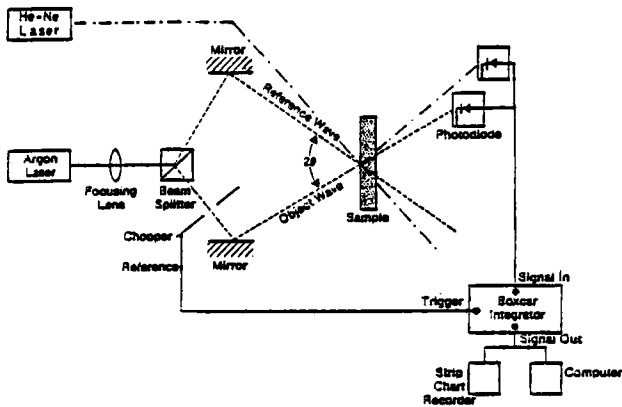 He-Ne
Laser
Mirror
Reference Wave
Photodiode
2θ
Argon
Laser
Focusing
Lens
Beam
Splitter
Object Wave
Sample
Chopper
Reference
Mirror
Signal In
Trigger
Boxcar
Integrator
Signal Out
Strip
Chart
Recorder
Computer